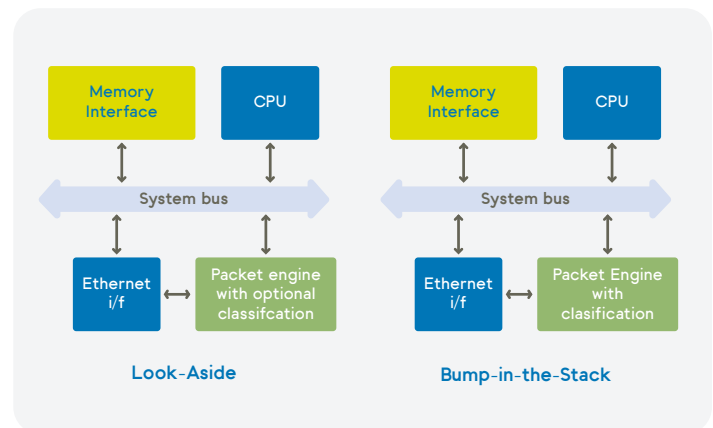 Memory
Interface
CPU
System bus
Ethernet
i/f
Packet engine
with optional
classifcation
Look-Aside
Memory
Interface
CPU
System bus
Ethernet
i/f
Packet Engine
with
clasification
Bump-in-the-Stack